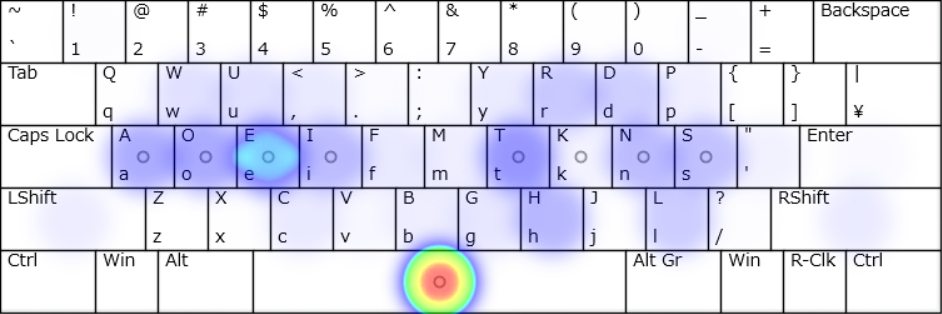 ~ ! @ # $ % ^ & * ( ) _ + Backspace
` 1 2 3 4 5 6 7 8 9 0 - =
Tab Q W U < > : Y R D P { } |
q w u , . ; y r d p [ ] ¥
Caps Lock A O E I F M T K N S " Enter
a o e i f m t k n s '
LShift Z X C V B G H J L ? RShift
z x c v b g h j l /
Ctrl Win Alt Alt Gr Win R-Clk Ctrl